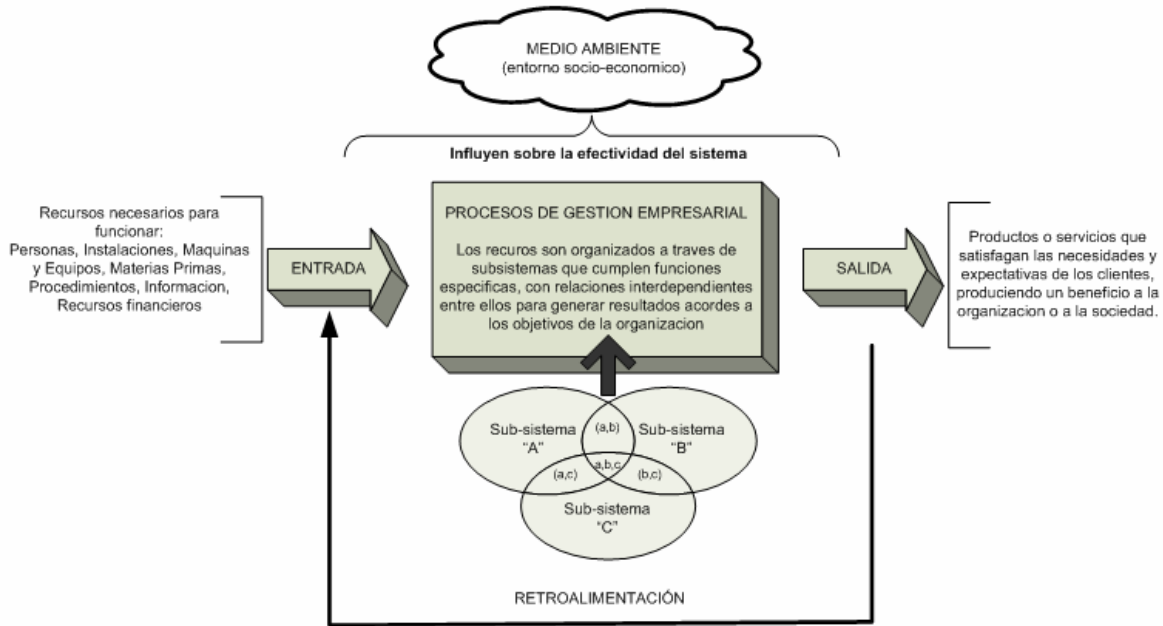 MEDIO AMBIENTE
(entorno socio-economico)
Influyen sobre la efectividad del sistema
Recursos necesarios para
funcionar:
Personas, Instalaciones, Maquinas
y Equipos, Materias Primas,
Procedimientos, Informacion,
Recursos financieros
ENTRADA
PROCESOS DE GESTION EMPRESARIAL
Los recuros son organizados a traves de
subsistemas que cumplen funciones
especificas, con relaciones interdependientes
entre ellos para generar resultados acordes a
los objetivos de la organizacion
SALIDA
Productos o servicios que
satisfagan las necesidades y
expectativas de los clientes,
produciendo un beneficio a la
organizacion o a la sociedad.
Sub-sistema
"A"
(a,b)
Sub-sistema
"B"
(a,c)
a,b,c
(b,c)
Sub-sistema
"C"
RETROALIMENTACIÓN